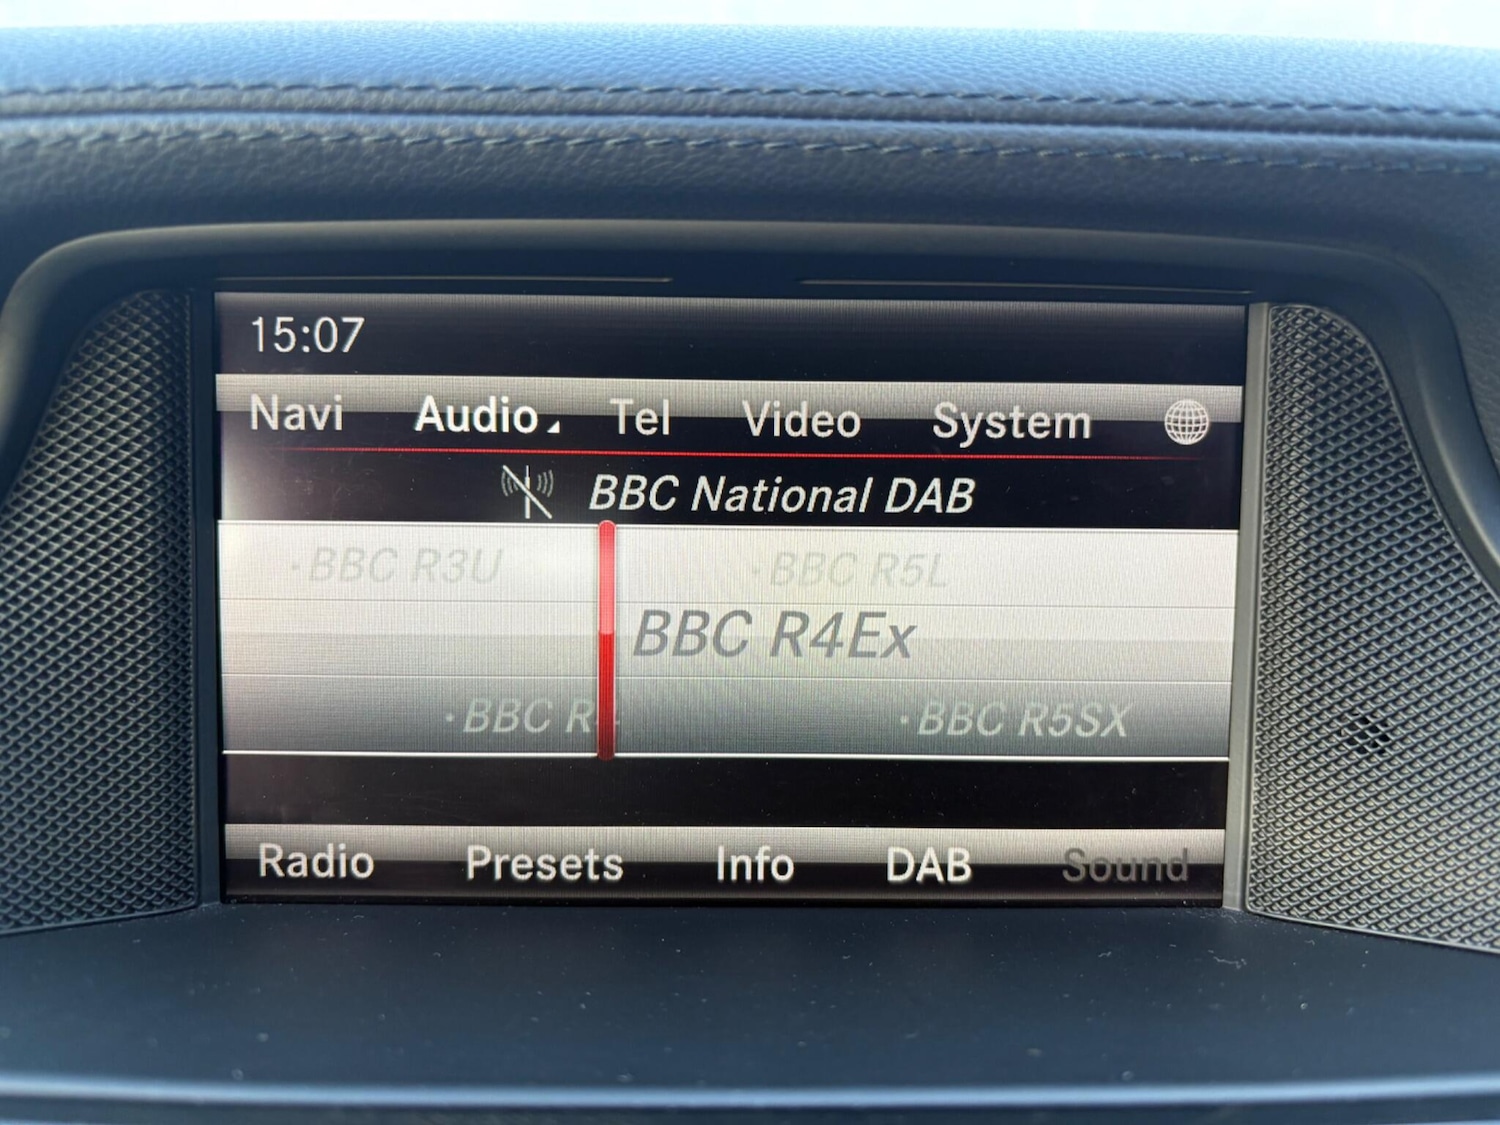 15:07
Navi Audio Tel Video System
BBC National DAB
·BBC R3U ·BBC R5L
BBC R4Ex
·BBC ·BBC R5SX
Radio Presets Info DAB Sound